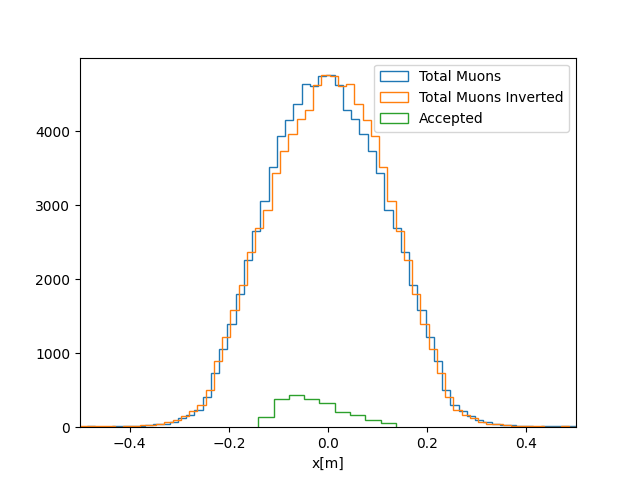 Total Muons
Total Muons Inverted
Accepted
4000
3000
2000
1000
0
−0.4 −0.2 0.0 0.2 0.4
x[m]